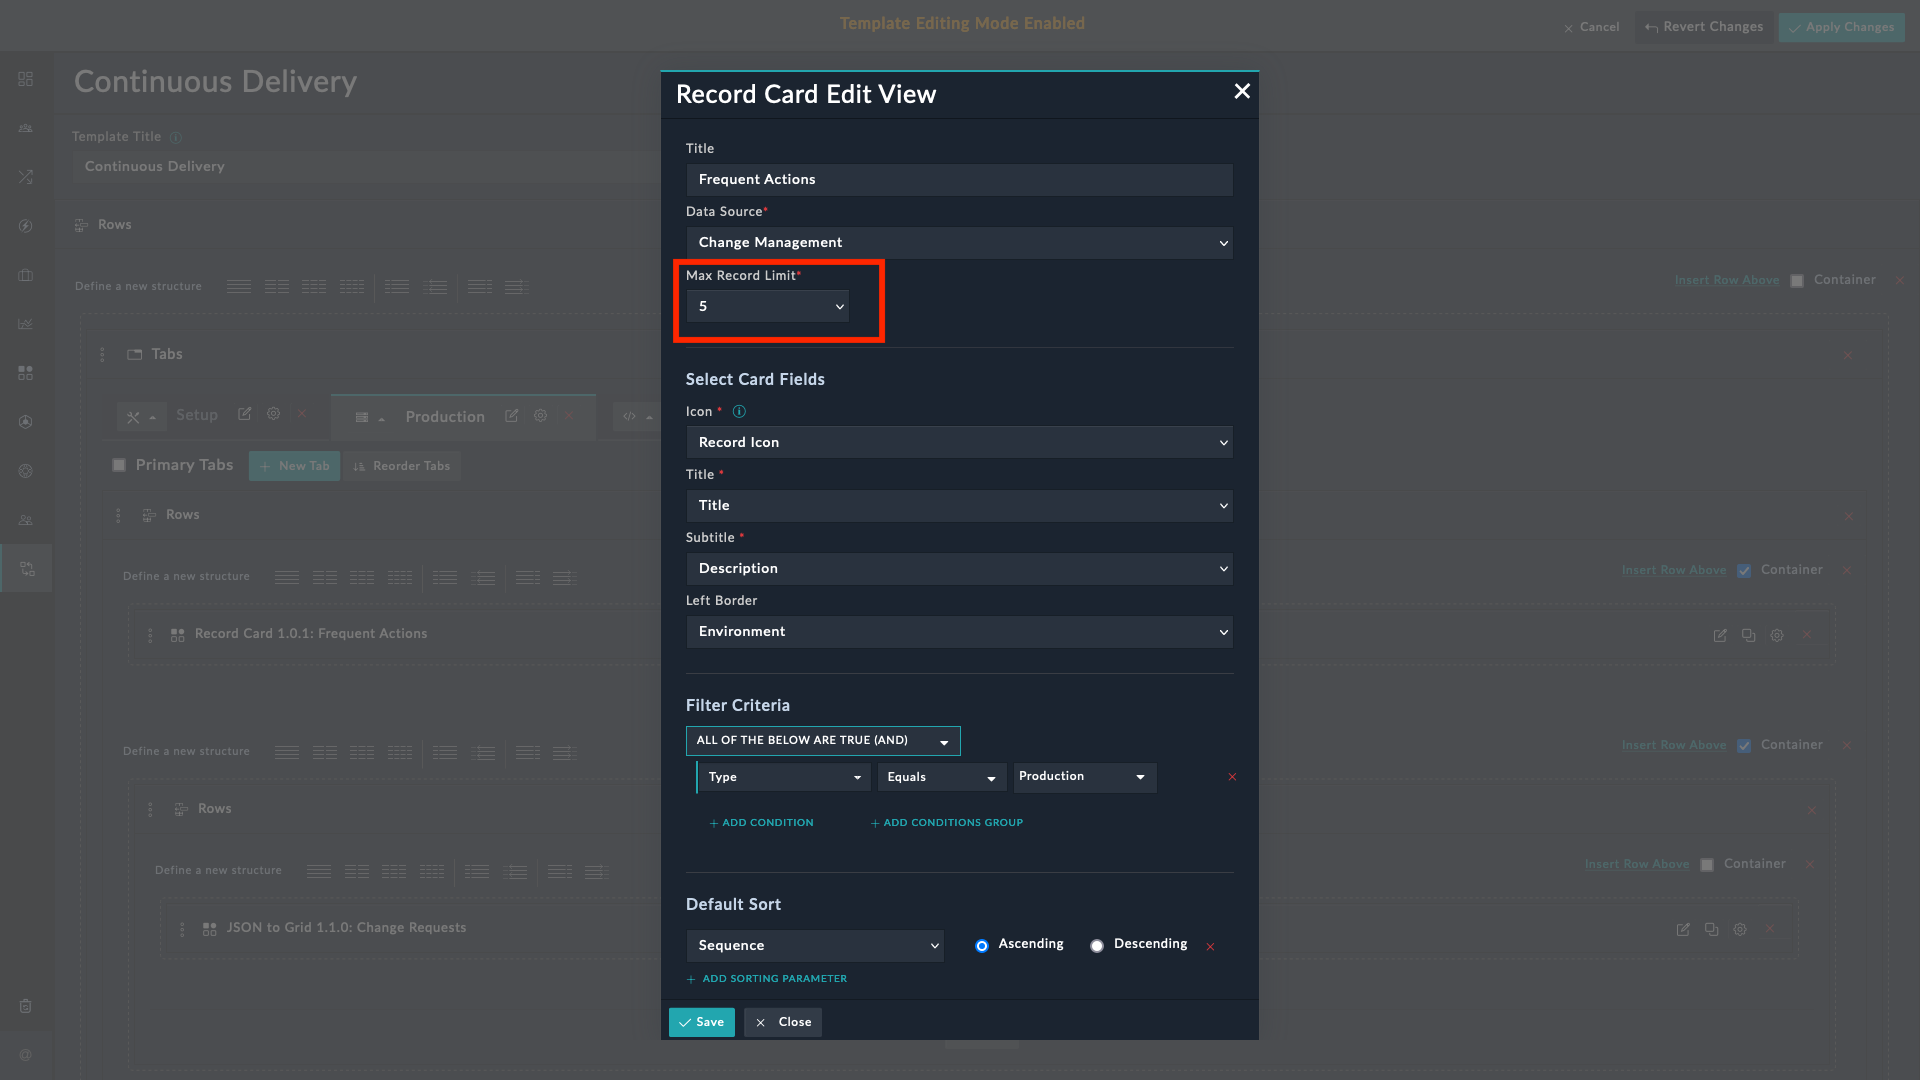 Template Editing Mode Enabled
Cancel
Revert Changes
Apply Changes
Continuous Delivery
Template Title
Continuous Delivery
Rows
Define a new structure
Insert Row Above
Container
Tabs
Setup
Production
Primary Tabs
New Tab
Reorder Tabs
Rows
Define a new structure
Insert Row Above
Container
Record Card 1.0.1: Frequent Actions
Define a new structure
Insert Row Above
Container
Rows
Define a new structure
Insert Row Above
Container
JSON to Grid 1.1.0: Change Requests
Record Card Edit View
Title
Frequent Actions
Data Source*
Change Management
Max Record Limit*
5
Select Card Fields
Icon *
Record Icon
Title *
Title
Subtitle *
Description
Left Border
Environment
Filter Criteria
ALL OF THE BELOW ARE TRUE (AND)
Type Equals Production
+ ADD CONDITION + ADD CONDITIONS GROUP
Default Sort
Sequence Ascending Descending
+ ADD SORTING PARAMETER
Save Close